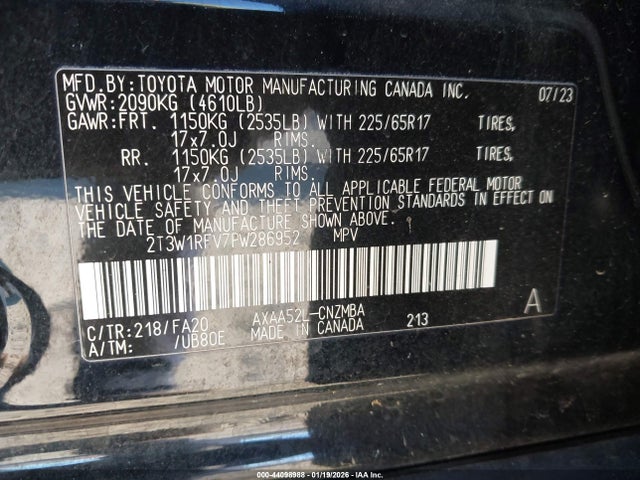 MFD.BY:TOYOTA MOTOR MANUFACTURING CANADA INC. 07/23
GVWR:2090KG (4610LB)
GAWR:FRT. 1150KG (2535LB) WITH 225/65R17 TIRES,
17x7.0J RIMS.
RR. 1150KG (2535LB) WITH 225/65R17 TIRES,
17x7.0J RIMS.
THIS VEHICLE CONFORMS TO ALL APPLICABLE FEDERAL MOTOR
VEHICLE SAFETY AND THEFT PREVENTION STANDARDS IN EFFECT ON
THE DATE OF MANUFACTURE SHOWN ABOVE.
2T3W1RFV7PW286952 MPV
C/TR:218/FA20 AXAA52L-CNZMBA 213 A
A/TM: /UB80E MADE IN CANADA
000-44098988 - 01/19/2026 - IAA Inc.